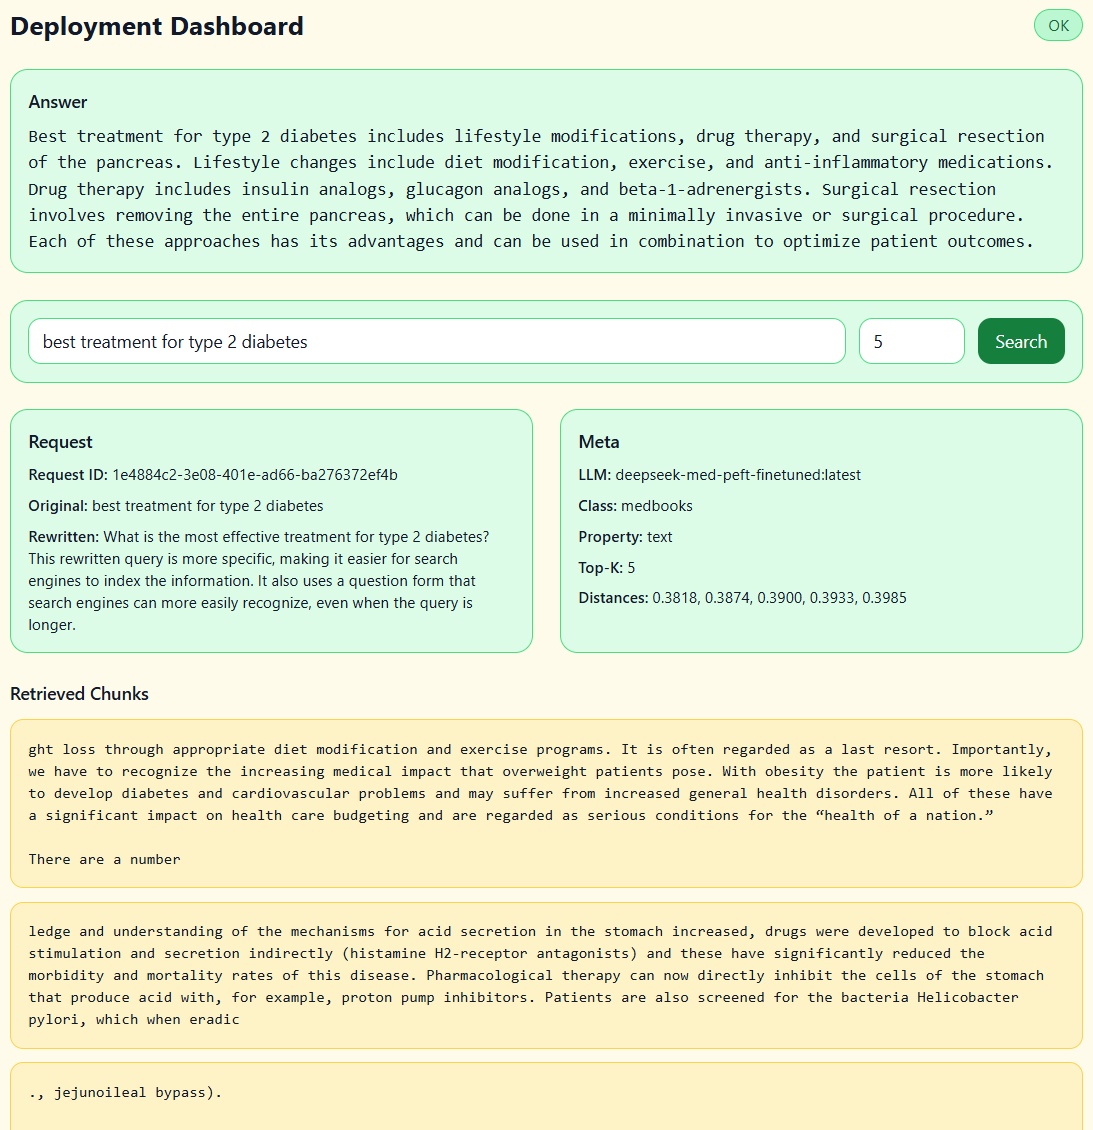 Deployment Dashboard
OK
Answer
Best treatment for type 2 diabetes includes lifestyle modifications, drug therapy, and surgical resection
of the pancreas. Lifestyle changes include diet modification, exercise, and anti-inflammatory medications.
Drug therapy includes insulin analogs, glucagon analogs, and beta-1-adrenergists. Surgical resection
involves removing the entire pancreas, which can be done in a minimally invasive or surgical procedure.
Each of these approaches has its advantages and can be used in combination to optimize patient outcomes.
best treatment for type 2 diabetes
5
Search
Request
Request ID: 1e4884c2-3e08-401e-ad66-ba276372ef4b
Original: best treatment for type 2 diabetes
Rewritten: What is the most effective treatment for type 2 diabetes?
This rewritten query is more specific, making it easier for search
engines to index the information. It also uses a question form that
search engines can more easily recognize, even when the query is
longer.
Meta
LLM: deepseek-med-peft-finetuned:latest
Class: medbooks
Property: text
Top-K: 5
Distances: 0.3818, 0.3874, 0.3900, 0.3933, 0.3985
Retrieved Chunks
ght loss through appropriate diet modification and exercise programs. It is often regarded as a last resort. Importantly,
we have to recognize the increasing medical impact that overweight patients pose. With obesity the patient is more likely
to develop diabetes and cardiovascular problems and may suffer from increased general health disorders. All of these have
a significant impact on health care budgeting and are regarded as serious conditions for the “health of a nation.”
There are a number
ledge and understanding of the mechanisms for acid secretion in the stomach increased, drugs were developed to block acid
stimulation and secretion indirectly (histamine H2-receptor antagonists) and these have significantly reduced the
morbidity and mortality rates of this disease. Pharmacological therapy can now directly inhibit the cells of the stomach
that produce acid with, for example, proton pump inhibitors. Patients are also screened for the bacteria Helicobacter
pylori, which when eradic
., jejunoileal bypass).